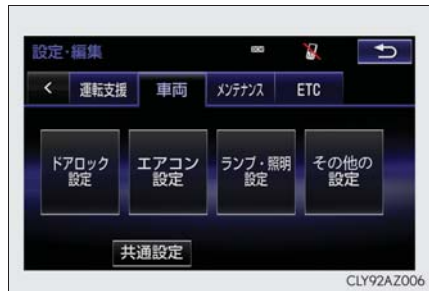 設定・編集
< 運転支援 車両 メンテナンス ETC
ドアロック エアコン ランプ・照明 その他の
設定 設定 設定 設定
共通設定
CLY92AZ006